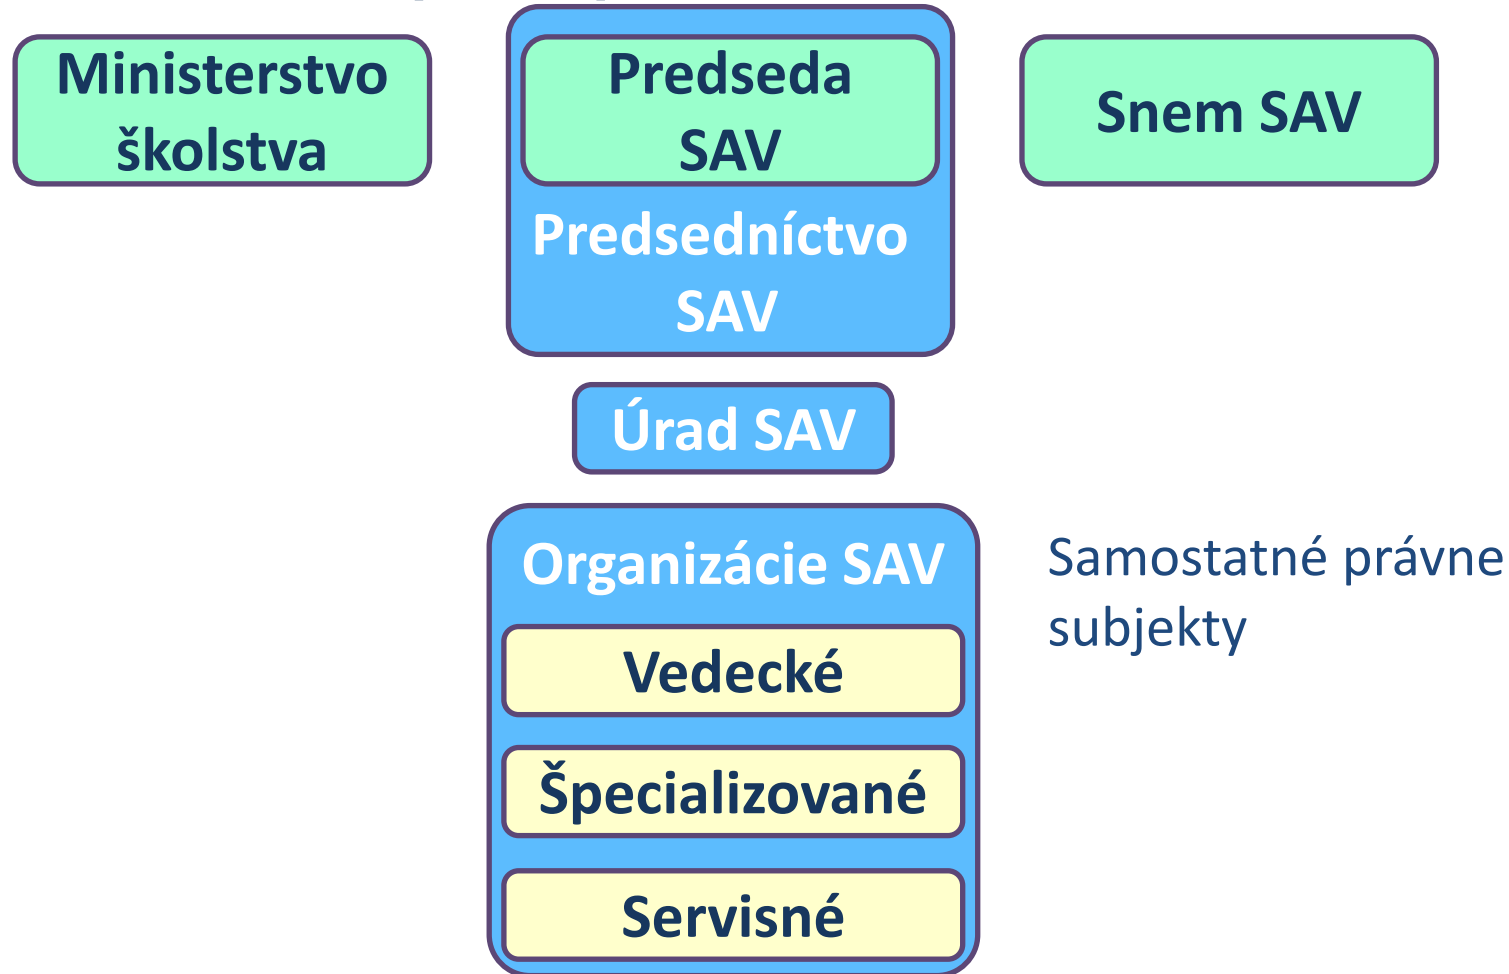 Ministerstvo
školstva
Predseda
SAV
Snem SAV
Predsedníctvo
SAV
Úrad SAV
Organizácie SAV
Samostatné právne
subjekty
Vedecké
Špecializované
Servisné